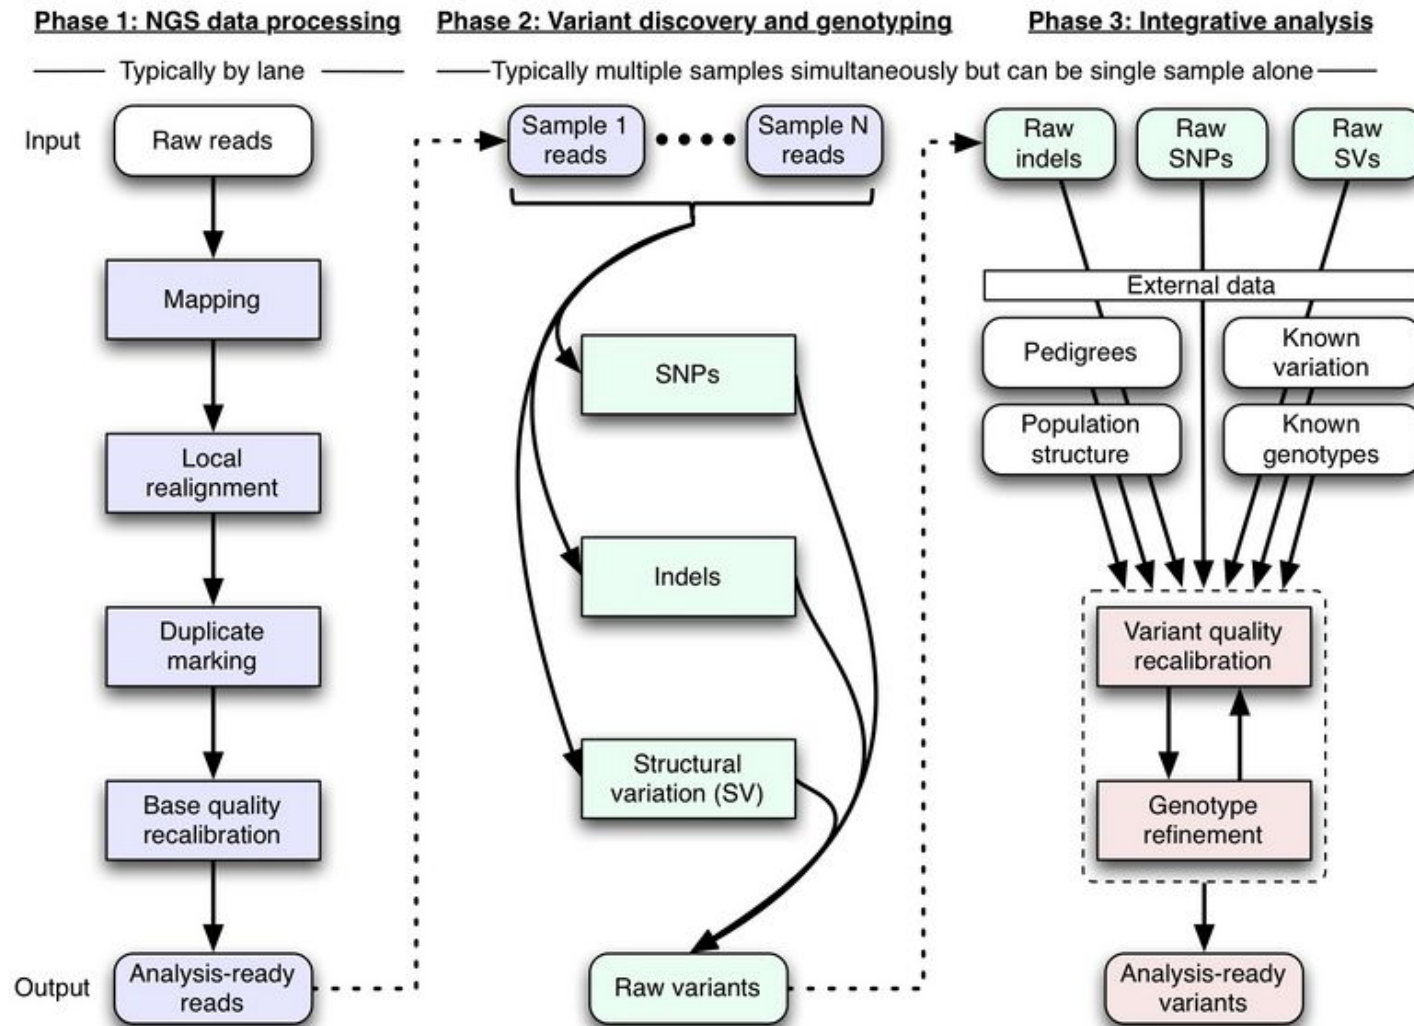 Phase 1: NGS data processing
Typically by lane
Input
Raw reads
Mapping
Local
realignment
Duplicate
marking
Base quality
recalibration
Output
Analysis-ready
reads
Phase 2: Variant discovery and genotyping
Typically multiple samples simultaneously but can be single sample alone
Sample 1
reads
Sample N
reads
SNPs
Indels
Structural
variation (SV)
Raw variants
Phase 3: Integrative analysis
Raw
indels
Raw
SNPs
Raw
SVs
External data
Pedigrees
Known
variation
Population
structure
Known
genotypes
Variant quality
recalibration
Genotype
refinement
Analysis-ready
variants